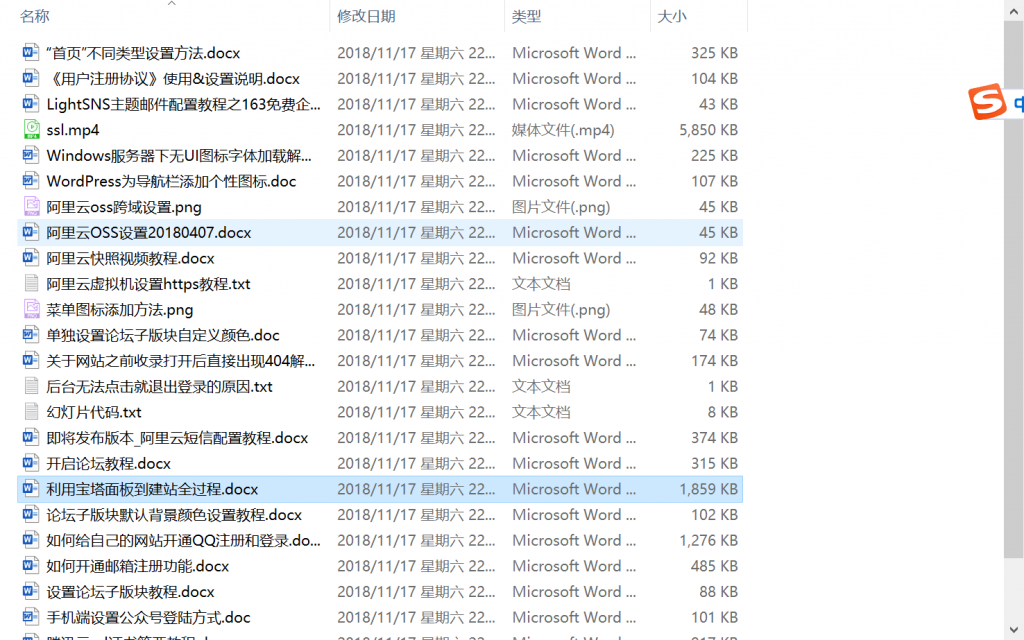 名称 修改日期 类型 大小
“首页”不同类型设置方法.docx 2018/11/17 星期六 22... Microsoft Word ... 325 KB
《用户注册协议》使用&设置说明.docx 2018/11/17 星期六 22... Microsoft Word ... 104 KB
LightSNS主题邮件配置教程之163免费企... 2018/11/17 星期六 22... Microsoft Word ... 43 KB
ssl.mp4 2018/11/17 星期六 22... 媒体文件(.mp4) 5,850 KB
Windows服务器下无UI图标字体加载解... 2018/11/17 星期六 22... Microsoft Word ... 225 KB
WordPress为导航栏添加个性图标.doc 2018/11/17 星期六 22... Microsoft Word ... 107 KB
阿里云oss跨域设置.png 2018/11/17 星期六 22... 图片文件(.png) 45 KB
阿里云OSS设置20180407.docx 2018/11/17 星期六 22... Microsoft Word ... 45 KB
阿里云快照视频教程.docx 2018/11/17 星期六 22... Microsoft Word ... 92 KB
阿里云虚拟机设置https教程.txt 2018/11/17 星期六 22... 文本文档 1 KB
菜单图标添加方法.png 2018/11/17 星期六 22... 图片文件(.png) 48 KB
单独设置论坛子版块自定义颜色.doc 2018/11/17 星期六 22... Microsoft Word ... 74 KB
关于网站之前收录打开后直接出现404解... 2018/11/17 星期六 22... Microsoft Word ... 174 KB
后台无法点击就退出登录的原因.txt 2018/11/17 星期六 22... 文本文档 1 KB
幻灯片代码.txt 2018/11/17 星期六 22... 文本文档 8 KB
即将发布版本_阿里云短信配置教程.docx 2018/11/17 星期六 22... Microsoft Word ... 374 KB
开启论坛教程.docx 2018/11/17 星期六 22... Microsoft Word ... 315 KB
利用宝塔面板到建站全过程.docx 2018/11/17 星期六 22... Microsoft Word ... 1,859 KB
论坛子版块默认背景颜色设置教程.docx 2018/11/17 星期六 22... Microsoft Word ... 102 KB
如何给自己的网站开通QQ注册和登录.do... 2018/11/17 星期六 22... Microsoft Word ... 1,276 KB
如何开通邮箱注册功能.docx 2018/11/17 星期六 22... Microsoft Word ... 485 KB
设置论坛子版块教程.docx 2018/11/17 星期六 22... Microsoft Word ... 88 KB
手机端设置公众号登陆方式.doc 2018/11/17 星期六 22... Microsoft Word ... 101 KB